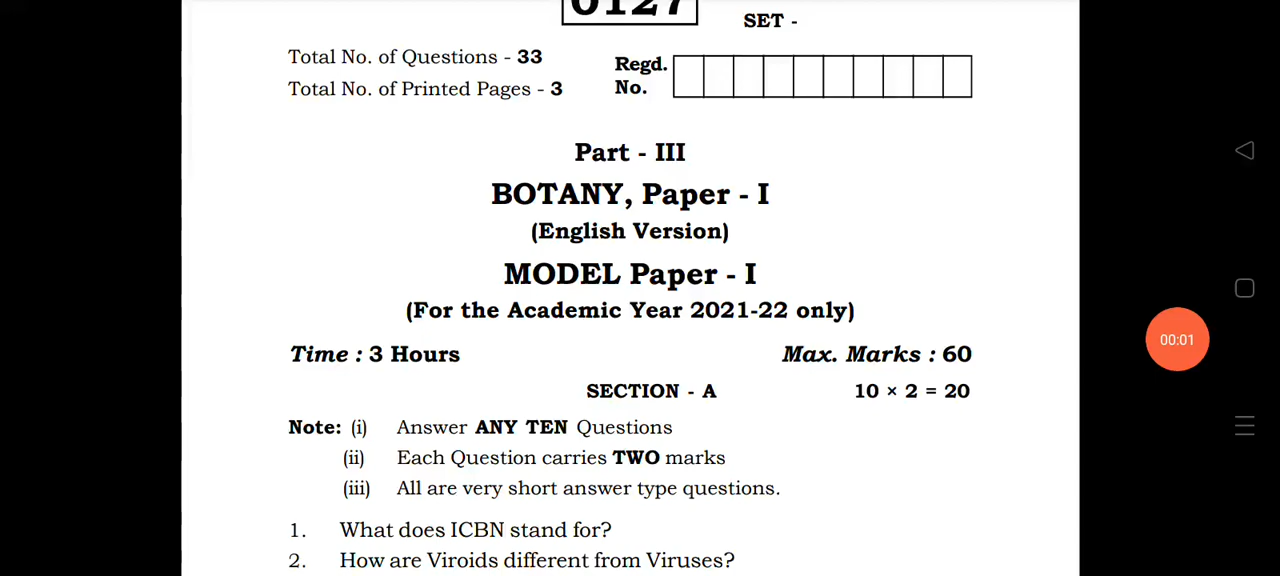 0127
SET -
Total No. of Questions - 33
Total No. of Printed Pages - 3
Regd.
No.
Part - III
BOTANY, Paper - I
(English Version)
MODEL Paper - I
(For the Academic Year 2021-22 only)
Time : 3 Hours
Max. Marks : 60
SECTION - A
10 × 2 = 20
Note: (i) Answer ANY TEN Questions
(ii) Each Question carries TWO marks
(iii) All are very short answer type questions.
1. What does ICBN stand for?
2. How are Viroids different from Viruses?
00:01